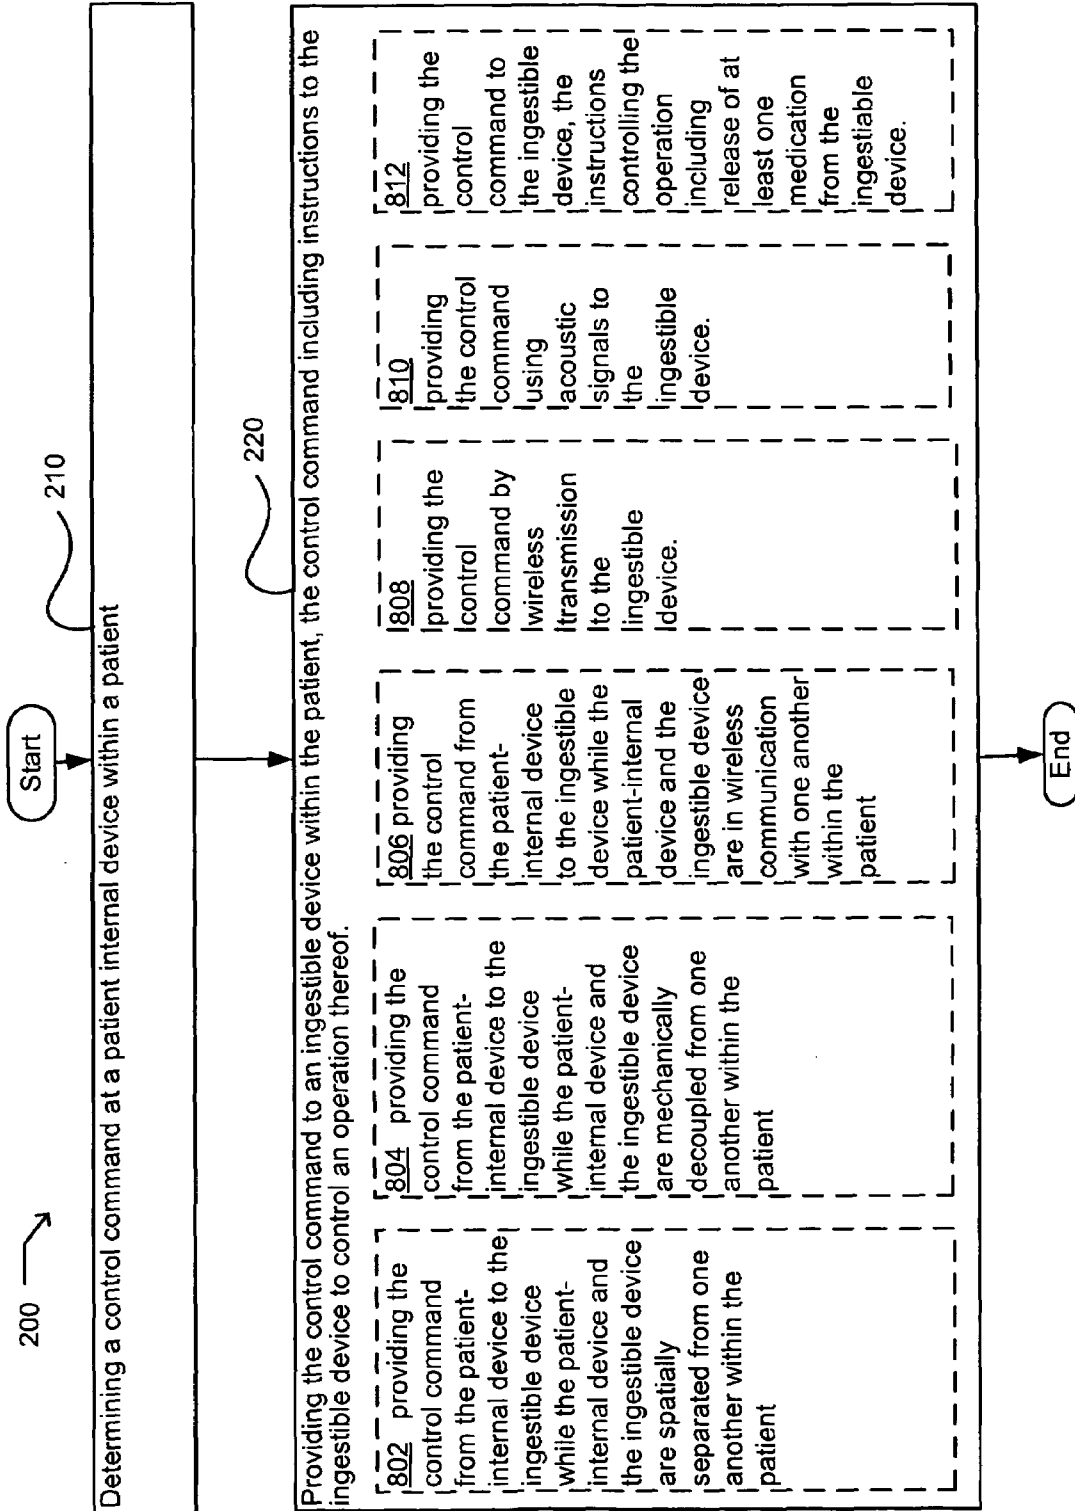 200
Start
210
Determining a control command at a patient internal device within a patient
220
Providing the control command to an ingestible device within the patient, the control command including instructions to the
ingestible device to control an operation thereof.
802 providing the
control command
from the patient-
internal device to the
ingestible device
while the patient-
internal device and
the ingestible device
are spatially
separated from one
another within the
patient
804 providing the
control command
from the patient-
internal device to the
ingestible device
while the patient-
internal device and
the ingestible device
are mechanically
decoupled from one
another within the
patient
806 providing
the control
command from
the patient-
internal device
to the ingestible
device while the
patient-internal
device and the
ingestible device
are in wireless
communication
with one another
within the
patient
808
providing the
control
command by
wireless
transmission
to the
ingestible
device.
810
providing
the control
command
using
acoustic
signals to
the
ingestible
device.
812
providing the
control
command to
the ingestible
device, the
instructions
controlling the
operation
including
release of at
least one
medication
from the
ingestiable
device.
End